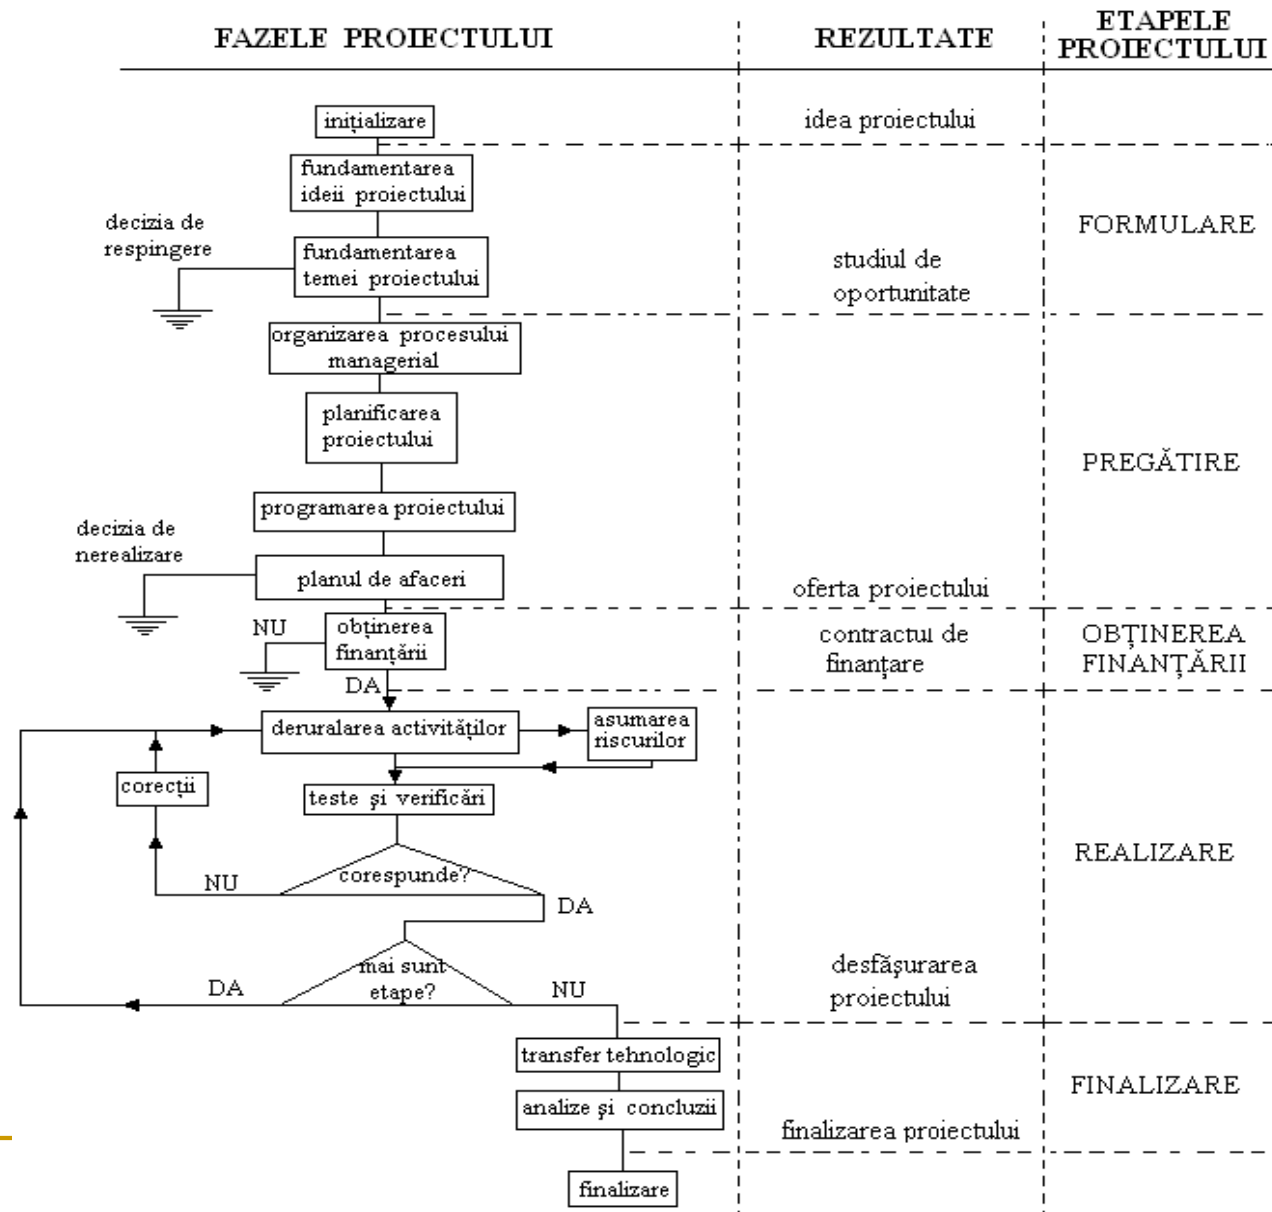 FAZELE PROIECTULUI
REZULTATE
ETAPELE
PROIECTULUI
inițializare
idea proiectului
fundamentarea
ideii proiectului
FORMULARE
decizia de
respingere
fundamentarea
temei proiectului
studiul de
oportunitate
organizarea procesului
managerial
planificarea
proiectului
PREGĂTIRE
programarea proiectului
decizia de
nerealizare
planul de afaceri
oferta proiectului
NU
obținerea
finanțării
contractul de
finanțare
OBȚINEREA
FINANȚĂRII
DA
deruralarea activităților
asumarea
riscurilor
corecții
teste și verificări
REALIZARE
corespunde?
NU
DA
mai sunt
etape?
DA
NU
desfășurarea
proiectului
transfer tehnologic
FINALIZARE
analize și concluzii
finalizarea proiectului
finalizare